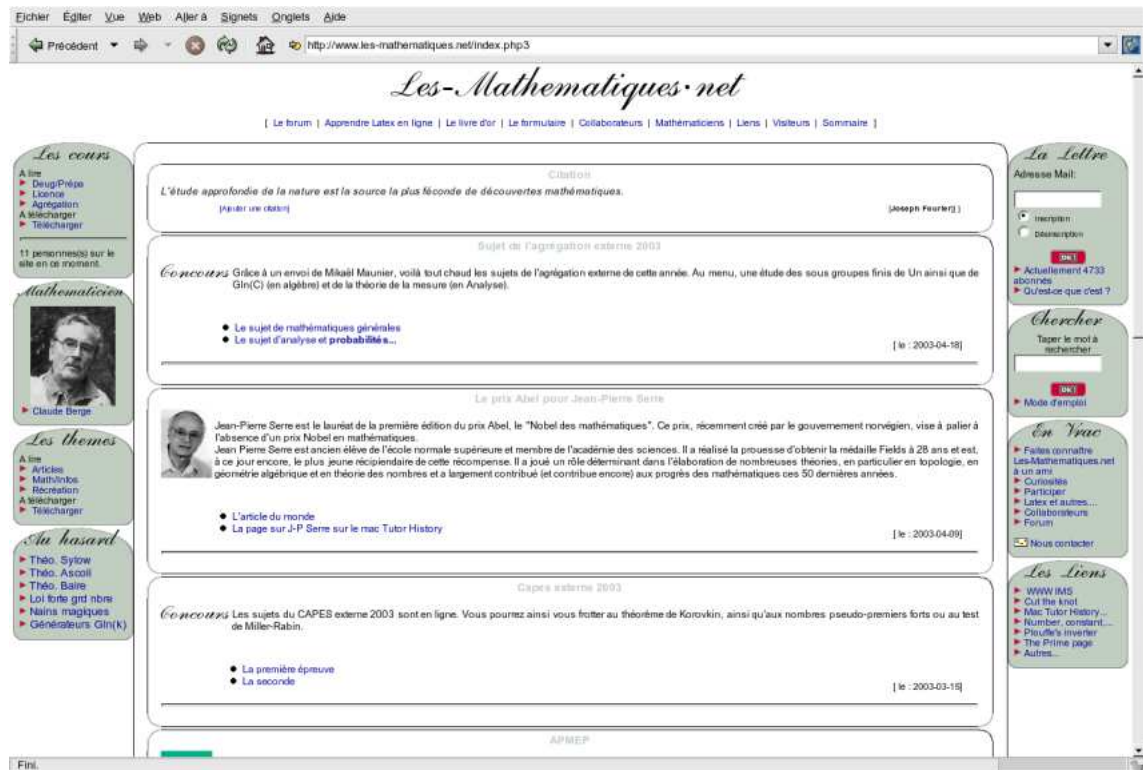 Fichier Éditer Vue Web Aller à Signets Onglets Aide
Précédent
http://www.les-mathematiques.net/index.php3
Les-Mathematiques.net
[ Le forum | Apprendre Latex en ligne | Le livre d'or | Le formulaire | Collaborateurs | Mathématiciens | Liens | Visiteurs | Sommaire ]
Les cours
A lire
Deug/Prépa
Licence
Agrégation
A télécharger
Télécharger
11 personnes(s) sur le
site en ce moment.
Mathematicien
Claude Berge
Les themes
A lire
Articles
Math/Infos
Récréation
A télécharger
Télécharger
Au hasard
Théo. Sylow
Théo. Ascoli
Théo. Baire
Loi forte grd nbre
Nains magiques
Générateurs Gln(k)
Citation
L'étude approfondie de la nature est la source la plus féconde de découvertes mathématiques.
[Ajouter une citation]
[Joseph Fourier] ]
Sujet de l'agrégation externe 2003
Concours Grâce à un envoi de Mikaël Maunier, voilà tout chaud les sujets de l'agrégation externe de cette année. Au menu, une étude des sous groupes finis de Un ainsi que de
Gln(C) (en algèbre) et de la théorie de la mesure (en Analyse).
Le sujet de mathématiques générales
Le sujet d'analyse et probabilités...
[ le : 2003-04-18]
Le prix Abel pour Jean-Pierre Serre
Jean-Pierre Serre est le lauréat de la première édition du prix Abel, le "Nobel des mathématiques". Ce prix, récemment créé par le gouvernement norvégien, vise à palier à
l'absence d'un prix Nobel en mathématiques.
Jean Pierre Serre est ancien élève de l'école normale supérieure et membre de l'académie des sciences. Il a réalisé la prouesse d'obtenir la médaille Fields à 28 ans et est,
à ce jour encore, le plus jeune récipiendaire de cette récompense. Il a joué un rôle déterminant dans l'élaboration de nombreuses théories, en particulier en topologie, en
géométrie algébrique et en théorie des nombres et a largement contribué (et contribue encore) aux progrès des mathématiques ces 50 dernières années.
L'article du monde
La page sur J-P Serre sur le mac Tutor History
[ le : 2003-04-09]
Capes externe 2003
Concours Les sujets du CAPES externe 2003 sont en ligne. Vous pourrez ainsi vous frotter au théorème de Korovkin, ainsi qu'aux nombres pseudo-premiers forts ou au test
de Miller-Rabin.
La première épreuve
La seconde
[ le : 2003-03-15]
APMEP
La Lettre
Adresse Mail:
Inscription
Désinscription
OK!
Actuellement 4733
abonnés
Qu'est-ce que c'est ?
Chercher
Taper le mot à
rechercher
OK!
Mode d'emploi
En Vrac
Faites connaître
Les-Mathematiques.net
à un ami
Curiosités
Participer
Latex et autres....
Collaborateurs
Forum
Nous contacter
Les Liens
WWW IMS
Cut the knot
Mac Tutor History...
Number, constant....
Plouffe's inverter
The Prime page
Autres...
Fini.